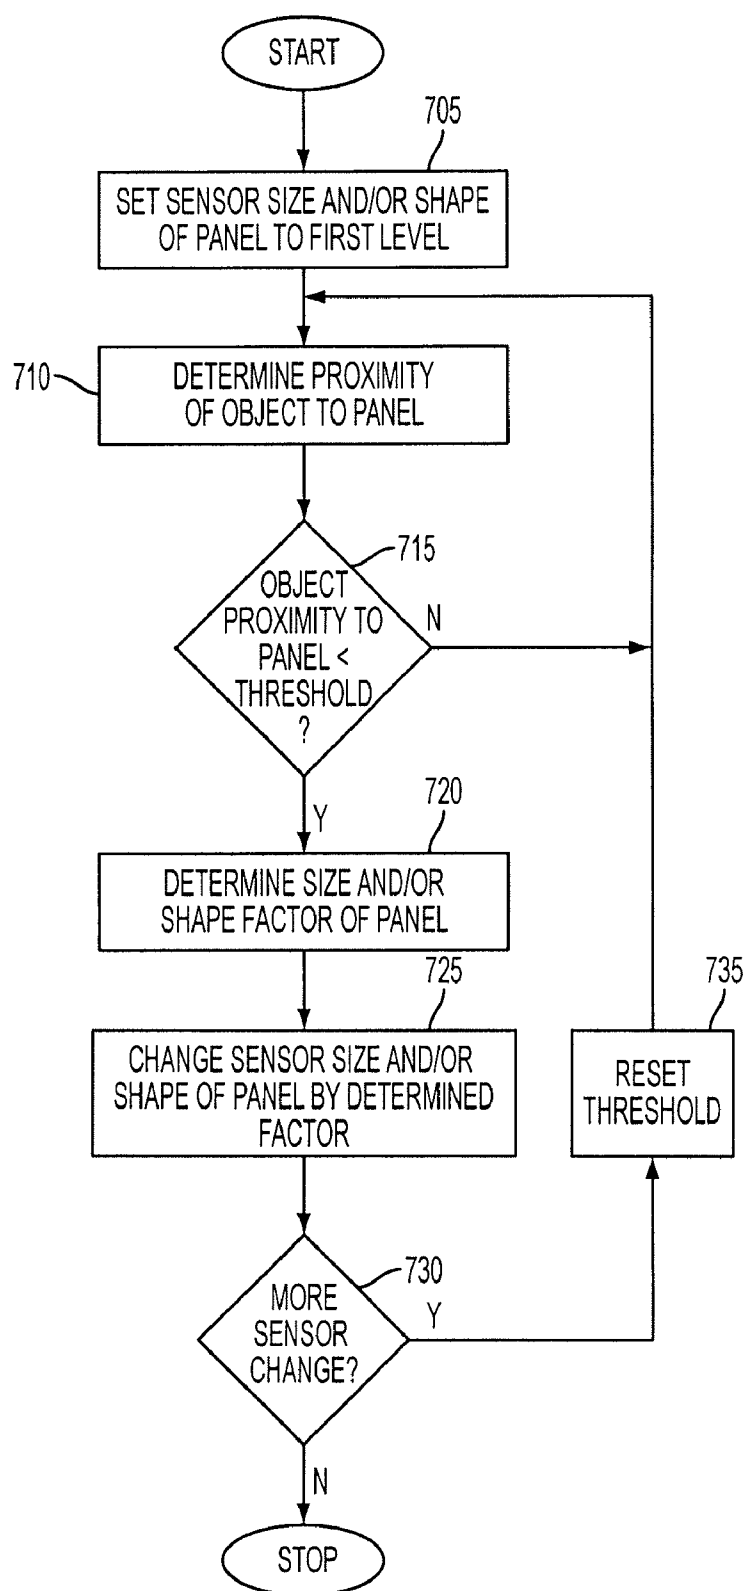 START
705
SET SENSOR SIZE AND/OR SHAPE
OF PANEL TO FIRST LEVEL
710
DETERMINE PROXIMITY
OF OBJECT TO PANEL
715
OBJECT
PROXIMITY TO
PANEL <
THRESHOLD
?
N
Y
720
DETERMINE SIZE AND/OR
SHAPE FACTOR OF PANEL
725
CHANGE SENSOR SIZE AND/OR
SHAPE OF PANEL BY DETERMINED
FACTOR
735
RESET
THRESHOLD
730
MORE
SENSOR
CHANGE?
Y
N
STOP